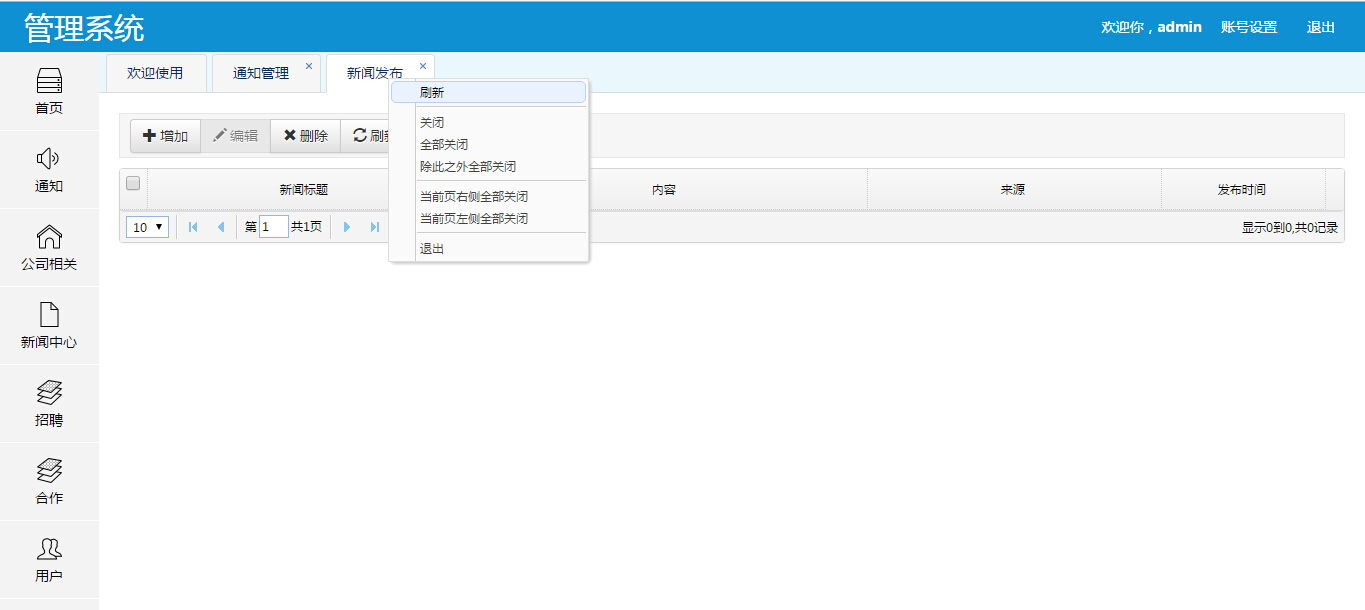 管理系统
欢迎你，admin 账号设置 退出
首页
通知
公司相关
新闻中心
招聘
合作
用户
欢迎使用 通知管理 × 新闻发布 ×
增加 编辑 删除 刷新
刷新
关闭
全部关闭
除此之外全部关闭
当前页右侧全部关闭
当前页左侧全部关闭
退出
新闻标题 内容 来源 发布时间
10 第 1 共1页 显示0到0,共0记录